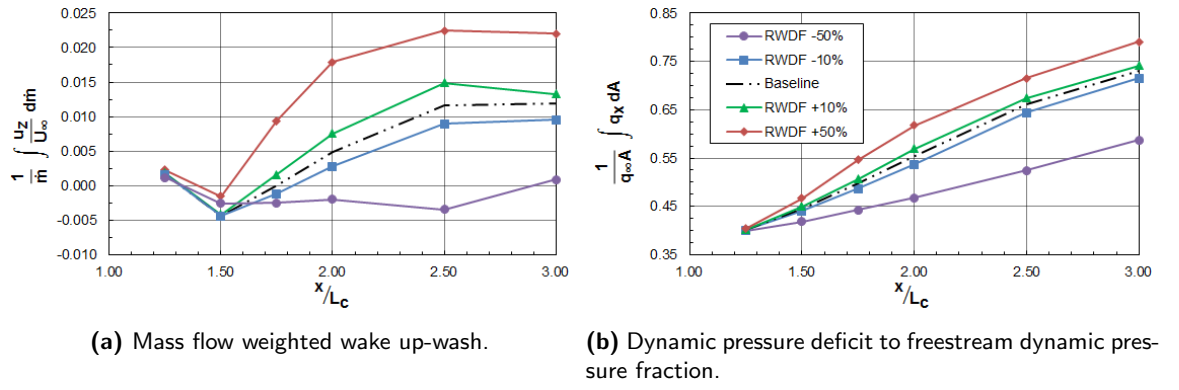 0.025
0.020
0.015
0.010
0.005
0.000
-0.005
-0.010
1.00 1.50 2.00 2.50 3.00
x/L_C
1/ṁ ∫ u_Z/U_∞ dṁ
(a) Mass flow weighted wake up-wash.
0.85
0.75
0.65
0.55
0.45
0.35
1.00 1.50 2.00 2.50 3.00
x/L_C
1/q_∞A ∫ q_X dA
RWDF -50%
RWDF -10%
Baseline
RWDF +10%
RWDF +50%
(b) Dynamic pressure deficit to freestream dynamic pres-
sure fraction.